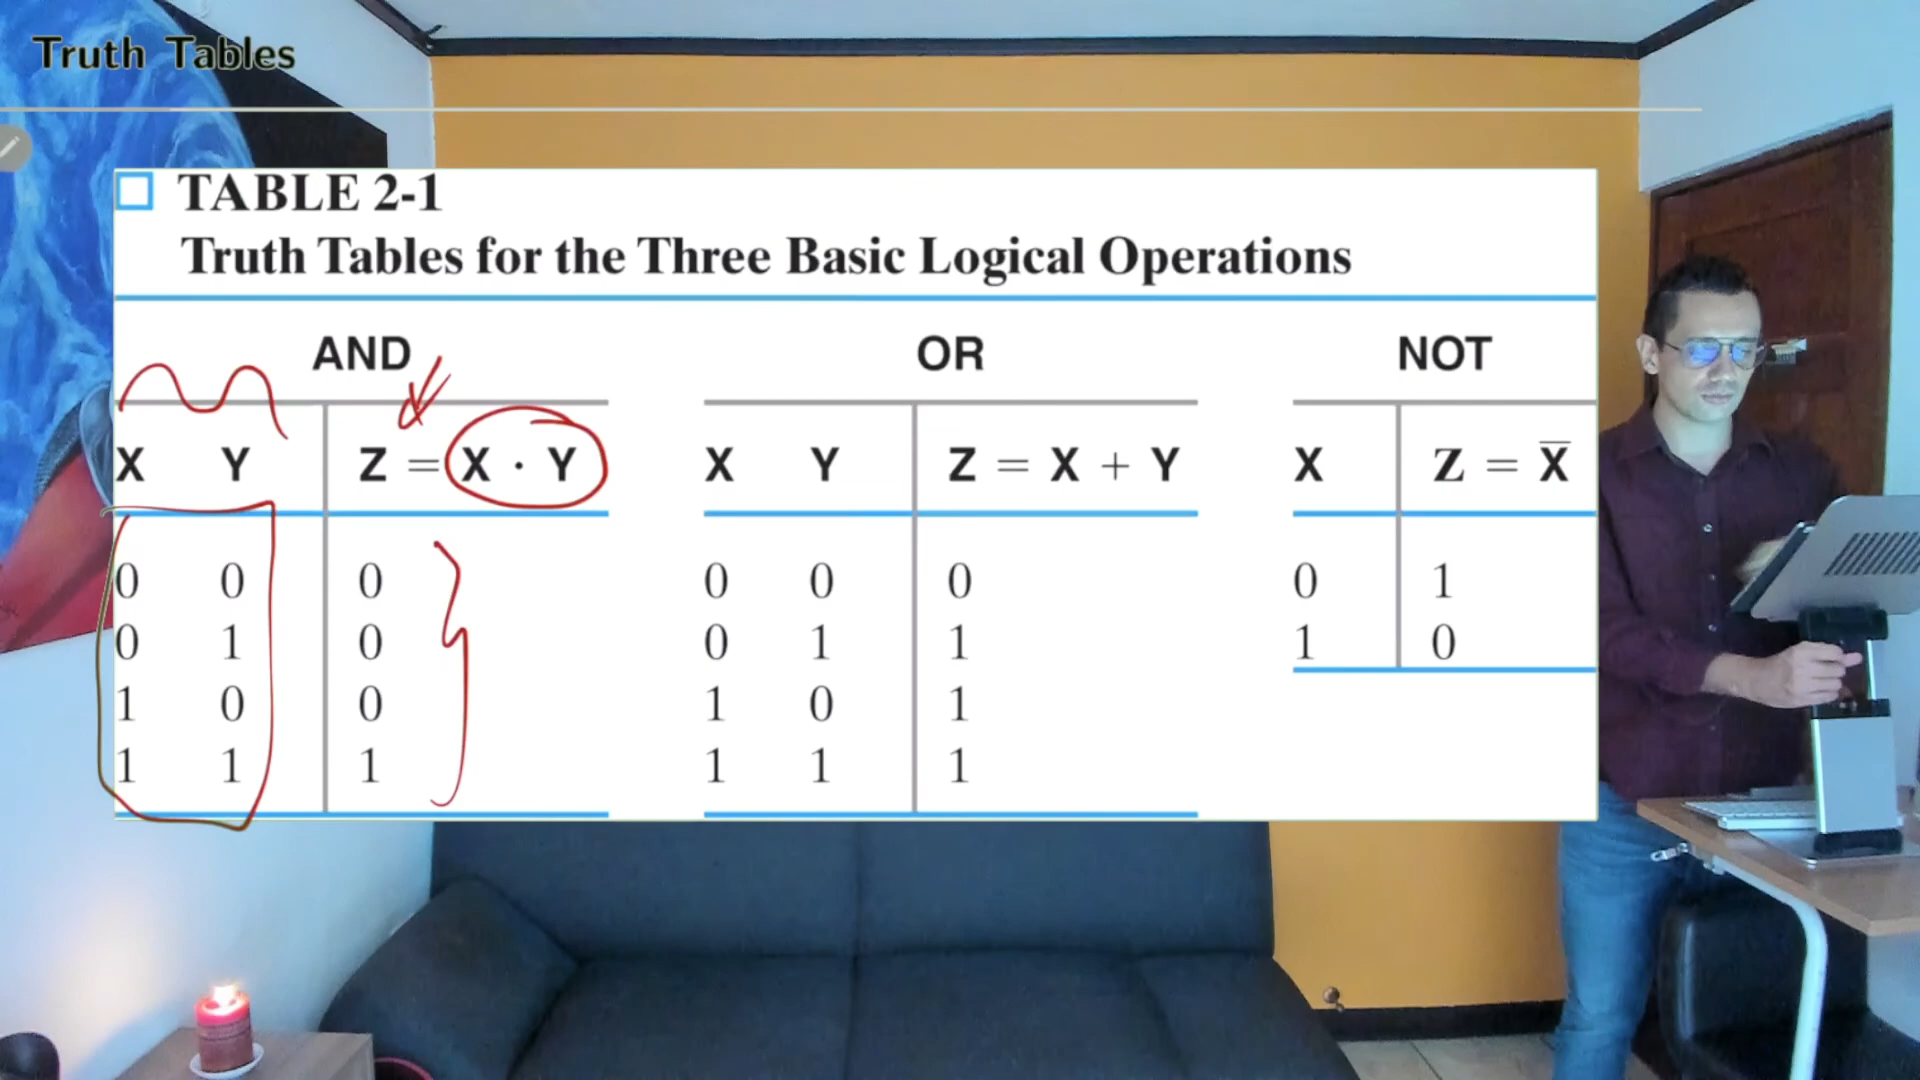 Truth Tables
TABLE 2-1
Truth Tables for the Three Basic Logical Operations
AND OR NOT
X Y Z = X · Y X Y Z = X + Y X Z = X̅
0 0 0 0 0 0 0 1
0 1 0 0 1 1 1 0
1 0 0 1 0 1
1 1 1 1 1 1